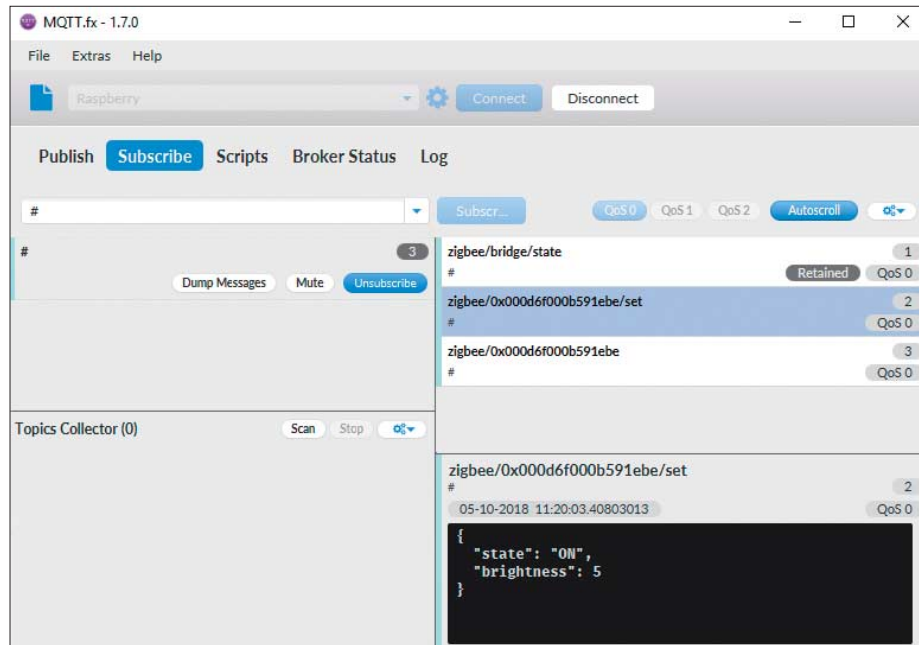 MQTT.fx - 1.7.0
File Extras Help
Raspberry Connect Disconnect
Publish Subscribe Scripts Broker Status Log
# Subscr... QoS 0 QoS 1 QoS 2 Autoscroll
# 3
Dump Messages Mute Unsubscribe
zigbee/bridge/state 1
# Retained QoS 0
zigbee/0x000d6f000b591ebe/set 2
# QoS 0
zigbee/0x000d6f000b591ebe 3
# QoS 0
Topics Collector (0) Scan Stop
zigbee/0x000d6f000b591ebe/set
# 2
05-10-2018 11:20:03.40803013 QoS 0
{
"state": "ON",
"brightness": 5
}